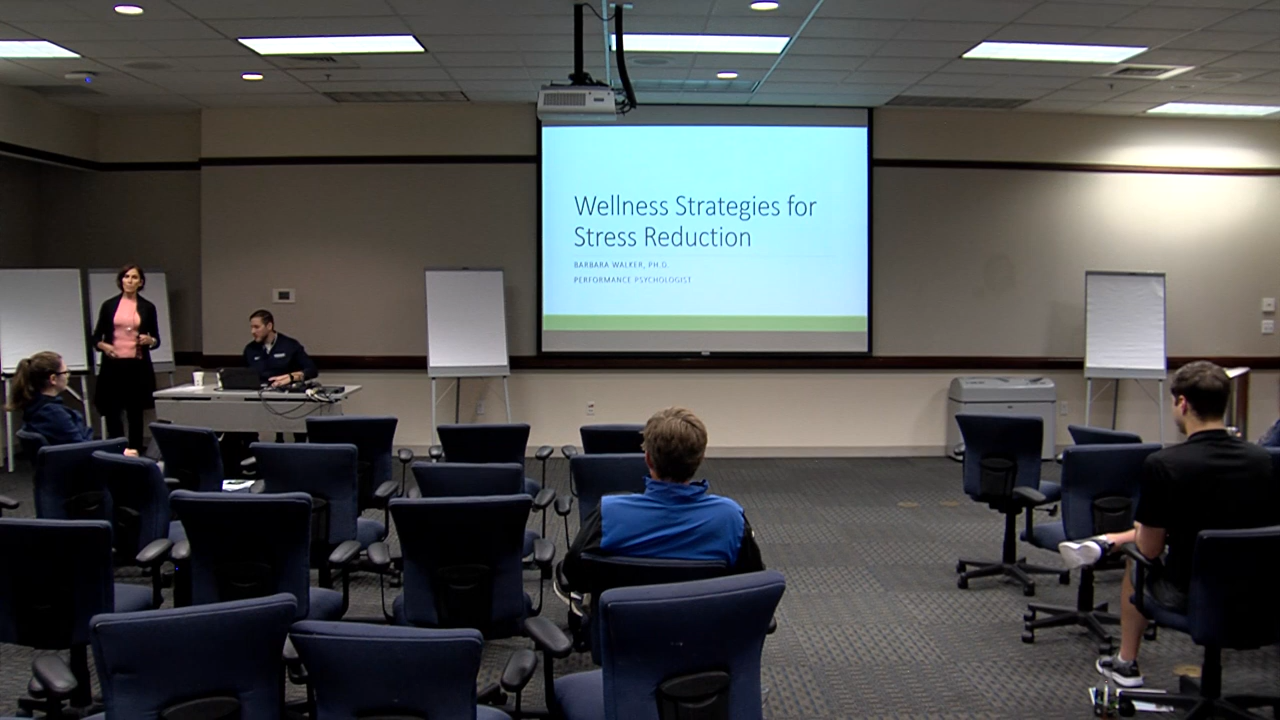 Wellness Strategies for
Stress Reduction
BARBARA WALKER, PH.D.
PERFORMANCE PSYCHOLOGIST